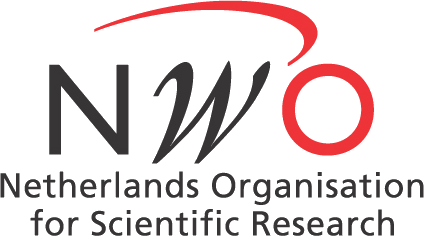 NWO
Netherlands Organisation
for Scientific Research